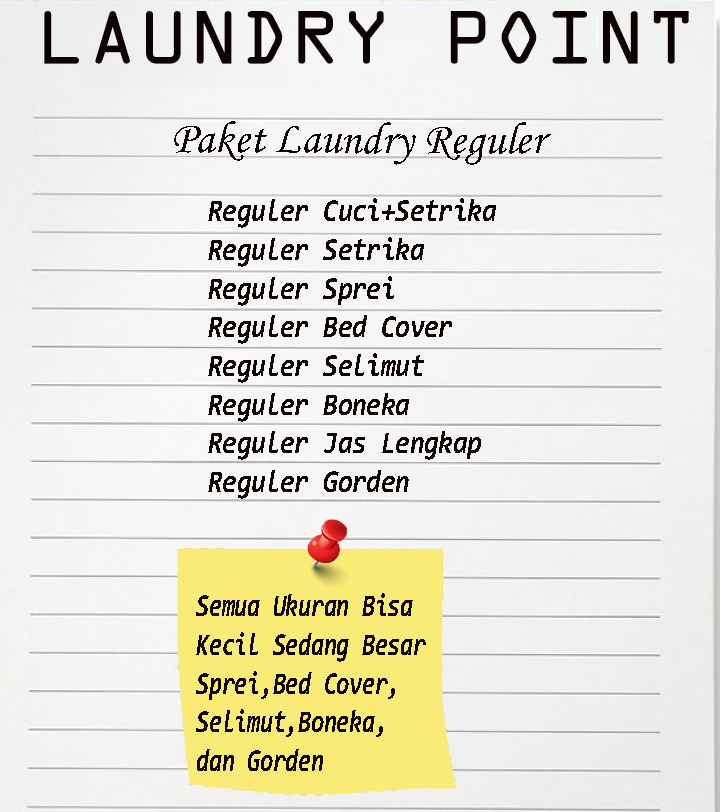 LAUNDRY POINT
Paket Laundry Reguler
Reguler Cuci+Setrika
Reguler Setrika
Reguler Sprei
Reguler Bed Cover
Reguler Selimut
Reguler Boneka
Reguler Jas Lengkap
Reguler Gorden
Semua Ukuran Bisa
Kecil Sedang Besar
Sprei,Bed Cover,
Selimut,Boneka,
dan Gorden